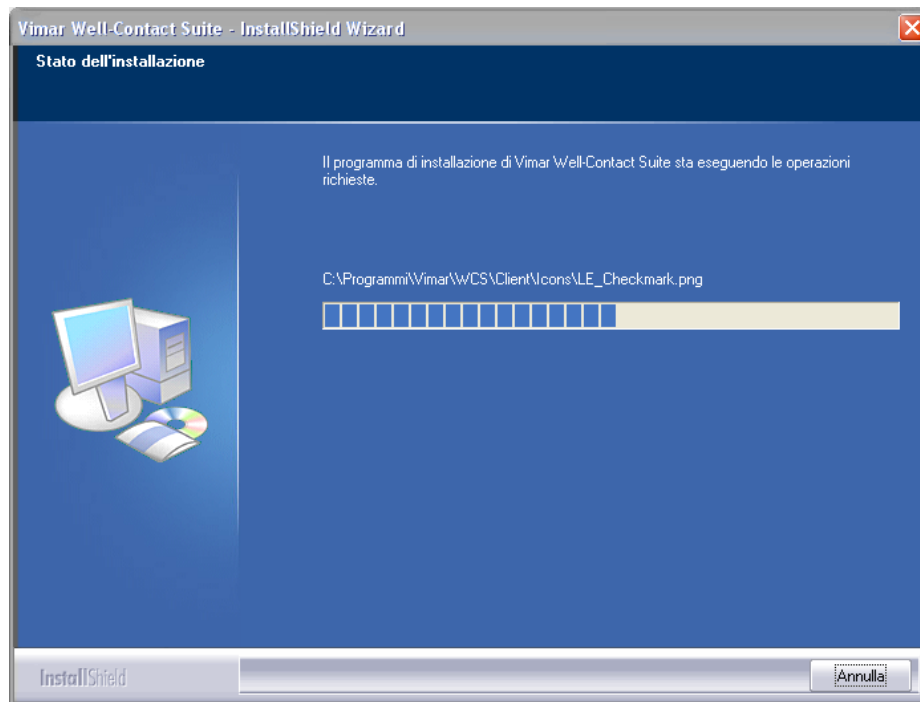 Vimar Well-Contact Suite - InstallShield Wizard
Stato dell'installazione
Il programma di installazione di Vimar Well-Contact Suite sta eseguendo le operazioni
richieste.
C:\Programmi\Vimar\WCS\Client\Icons\LE_Checkmark.png
InstallShield
Annulla